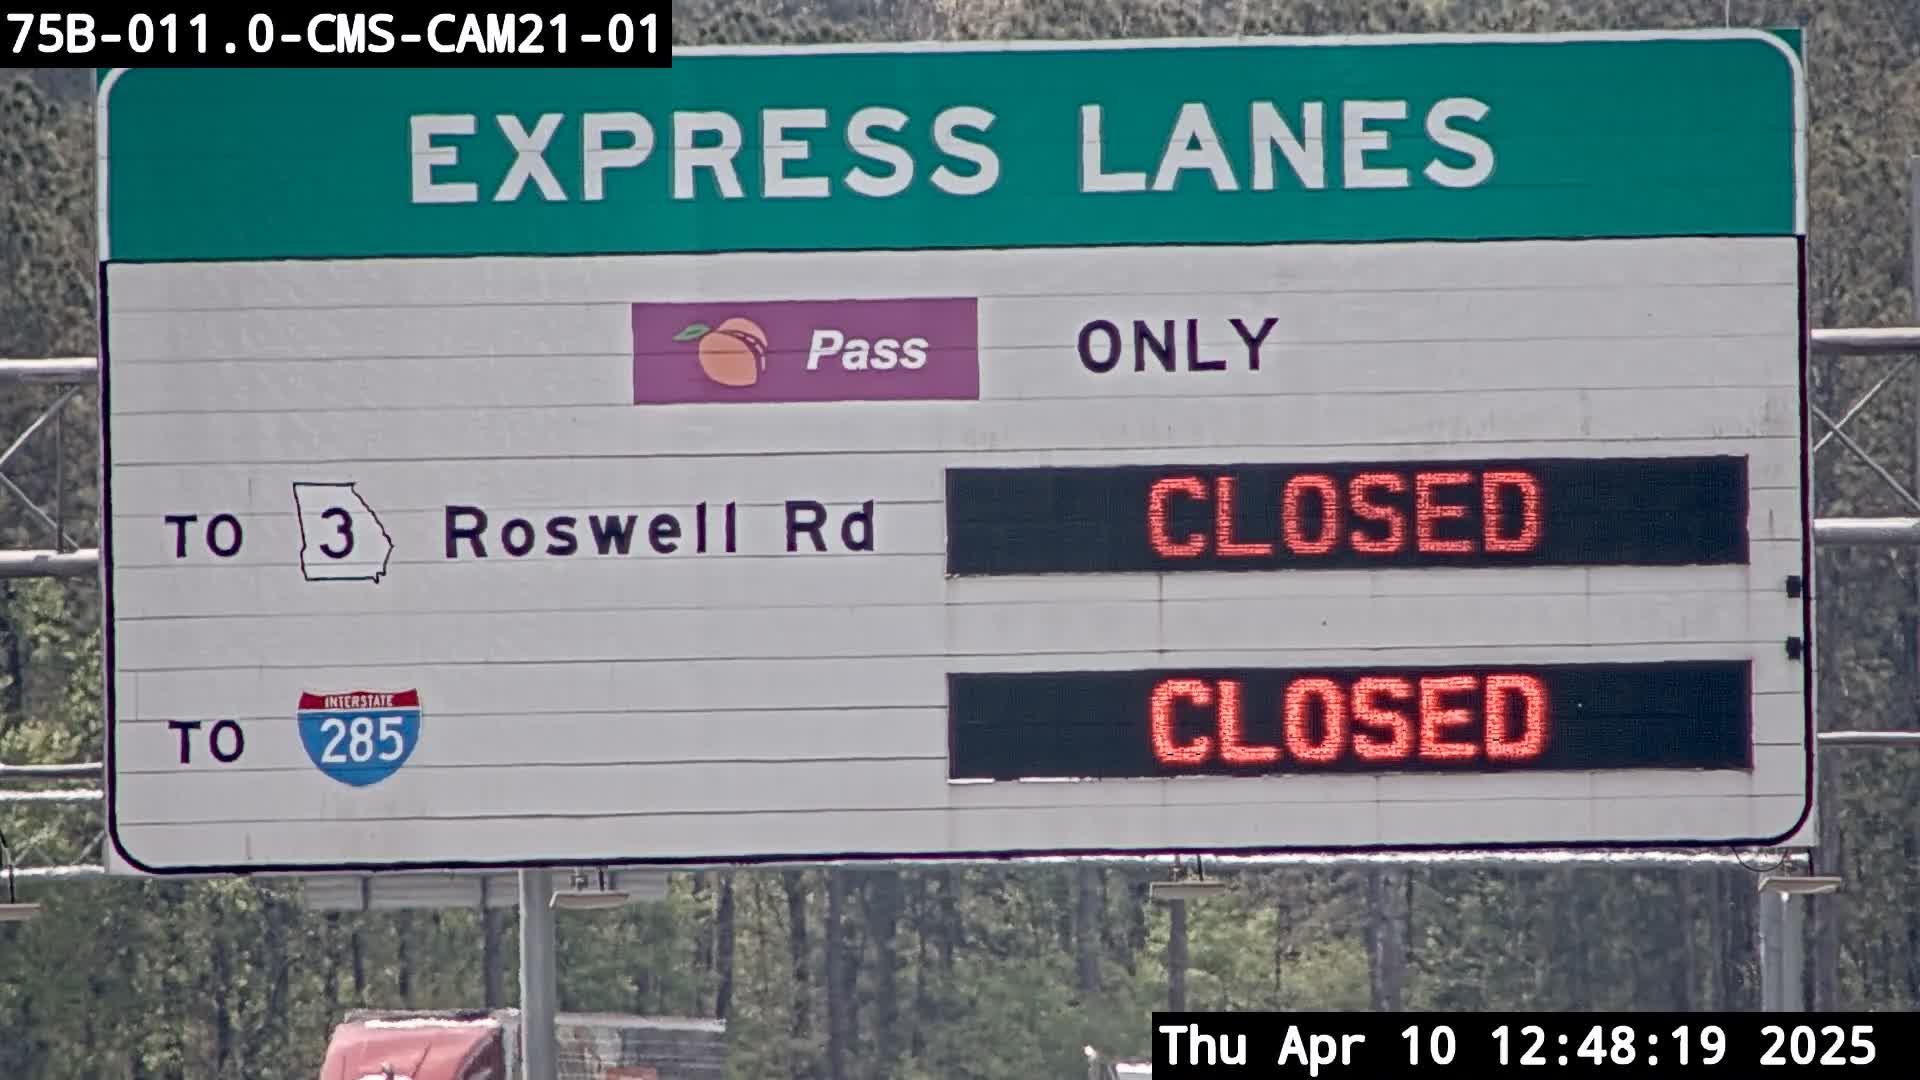 75B-011.0-CMS-CAM21-01
EXPRESS LANES
Pass ONLY
TO 3 Roswell Rd CLOSED
INTERSTATE
TO 285 CLOSED
Thu Apr 10 12:48:19 2025